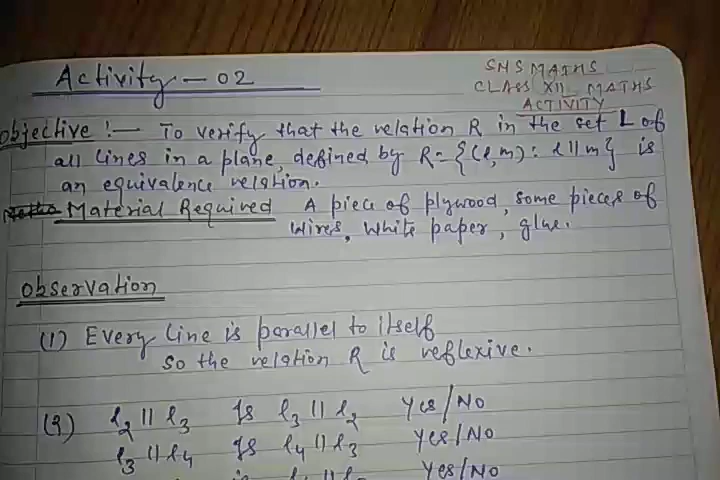 Activity - 02
SNS MATHS
CLASS XII MATHS
ACTIVITY
Objective :- To verify that the relation R in the set L of
all lines in a plane, defined by R = {(l, m) : l || m} is
an equivalence relation.
Material Required A piece of plywood, some pieces of
wires, white paper, glue.
Observation
(1) Every line is parallel to itself
so the relation R is reflexive.
(2) l2 || l3 Is l3 || l2 Yes/No
l3 || l4 Is l4 || l3 Yes/No
is Yes/No